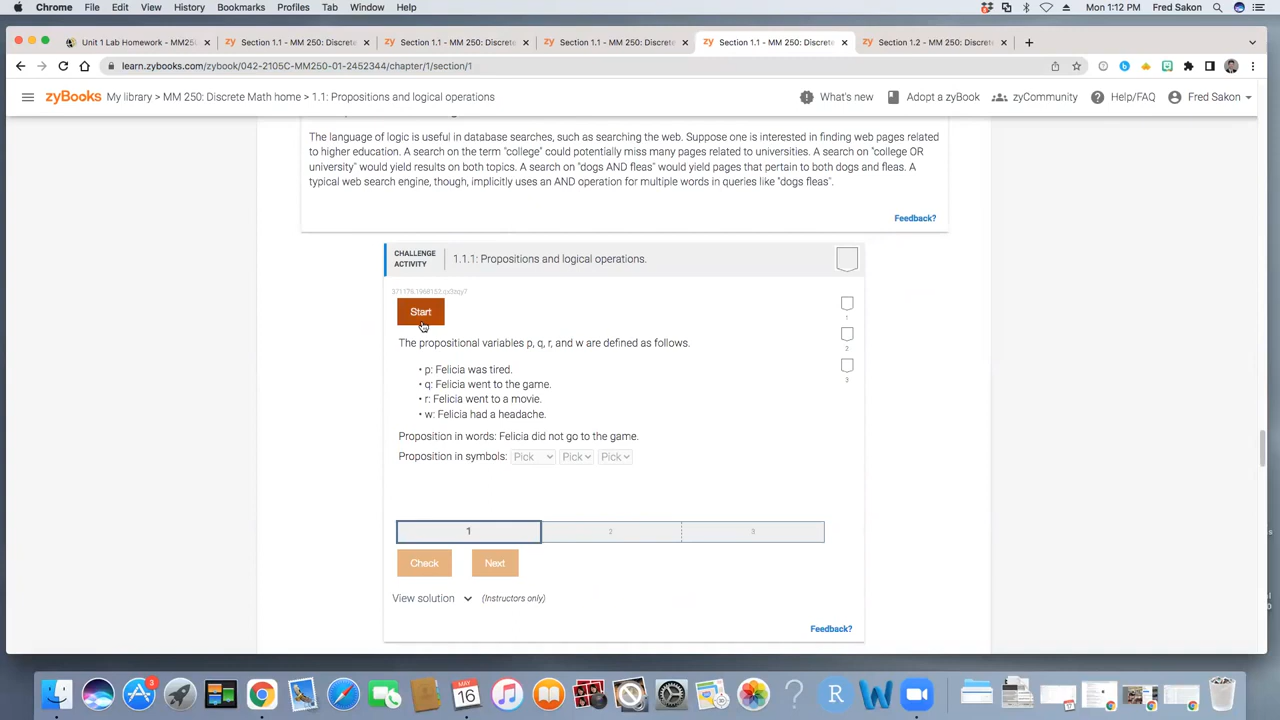 Chrome File Edit View History Bookmarks Profiles Tab Window Help Mon 1:12 PM Fred Sakon
Unit 1 Lab Homework - MM25 Section 1.1 - MM 250: Discrete Section 1.1 - MM 250: Discrete Section 1.1 - MM 250: Discrete Section 1.1 - MM 250: Discrete Section 1.2 - MM 250: Discrete
learn.zybooks.com/zybook/042-2105C-MM250-01-2452344/chapter/1/section/1
zyBooks My library > MM 250: Discrete Math home > 1.1: Propositions and logical operations What's new Adopt a zyBook zyCommunity Help/FAQ Fred Sakon
The language of logic is useful in database searches, such as searching the web. Suppose one is interested in finding web pages related
to higher education. A search on the term "college" could potentially miss many pages related to universities. A search on "college OR
university" would yield results on both topics. A search on "dogs AND fleas" would yield pages that pertain to both dogs and fleas. A
typical web search engine, though, implicitly uses an AND operation for multiple words in queries like "dogs fleas".
Feedback?
CHALLENGE
ACTIVITY
1.1.1: Propositions and logical operations.
Start
1
2
3
The propositional variables p, q, r, and w are defined as follows.
• p: Felicia was tired.
• q: Felicia went to the game.
• r: Felicia went to a movie.
• w: Felicia had a headache.
Proposition in words: Felicia did not go to the game.
Proposition in symbols: Pick Pick Pick
1 2 3
Check Next
View solution (Instructors only)
Feedback?
3
MAY
16